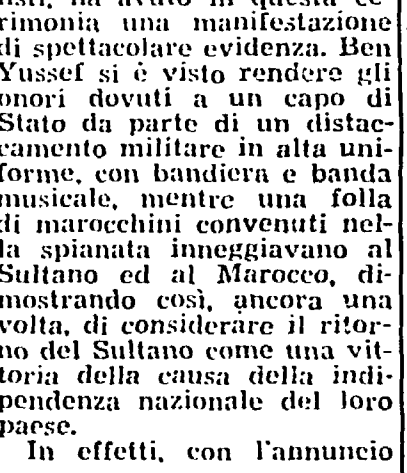 listi, ha avuto in questa ce-
rimonia una manifestazione
di spettacolare evidenza. Ben
Yussef si è visto rendere gli
onori dovuti a un capo di
Stato da parte di un distac-
camento militare in alta uni-
forme, con bandiera e banda
musicale, mentre una folla
di marocchini convenuti nel-
la spianata inneggiavano al
Sultano ed al Marocco, di-
mostrando così, ancora una
volta, di considerare il ritor-
no del Sultano come una vit-
toria della causa della indi-
pendenza nazionale del loro
paese.
In effetti, con l'annuncio